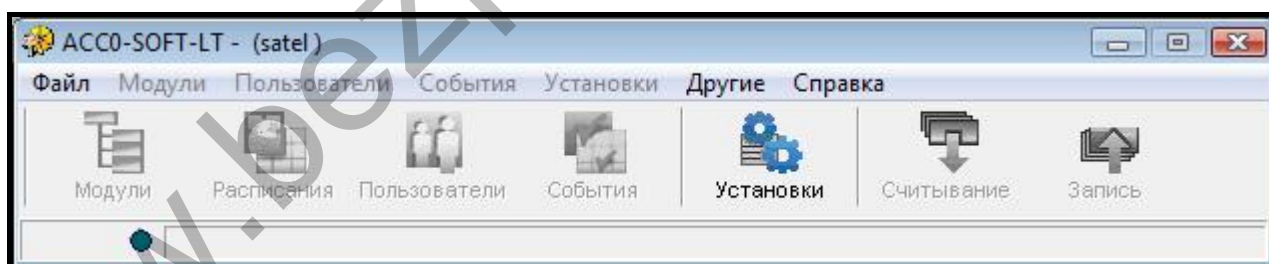 ACCO-SOFT-LT - (satel )
Файл Модули Пользователи События Установки Другие Справка
Модули Расписания Пользователи События Установки Считывание Запись